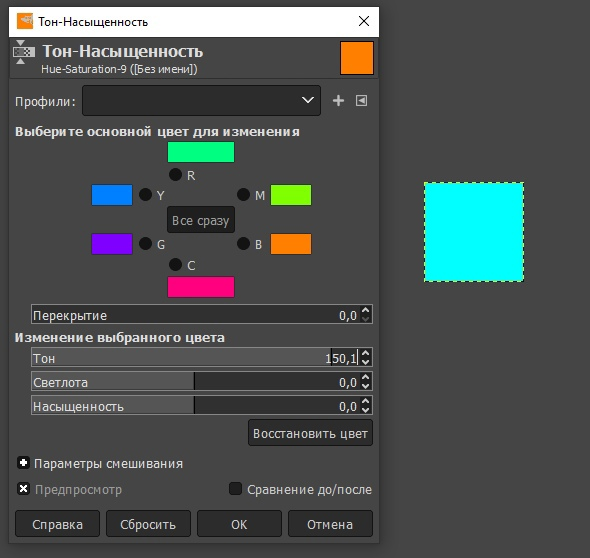 Тон-Насыщенность
Тон-Насыщенность
Hue-Saturation-9 ([Без имени])
Профили:
Выберите основной цвет для изменения
R
Y M
Все сразу
G B
C
Перекрытие 0,0
Изменение выбранного цвета
Тон 150,1
Светлота 0,0
Насыщенность 0,0
Восстановить цвет
Параметры смешивания
Предпросмотр Сравнение до/после
Справка Сбросить OK Отмена